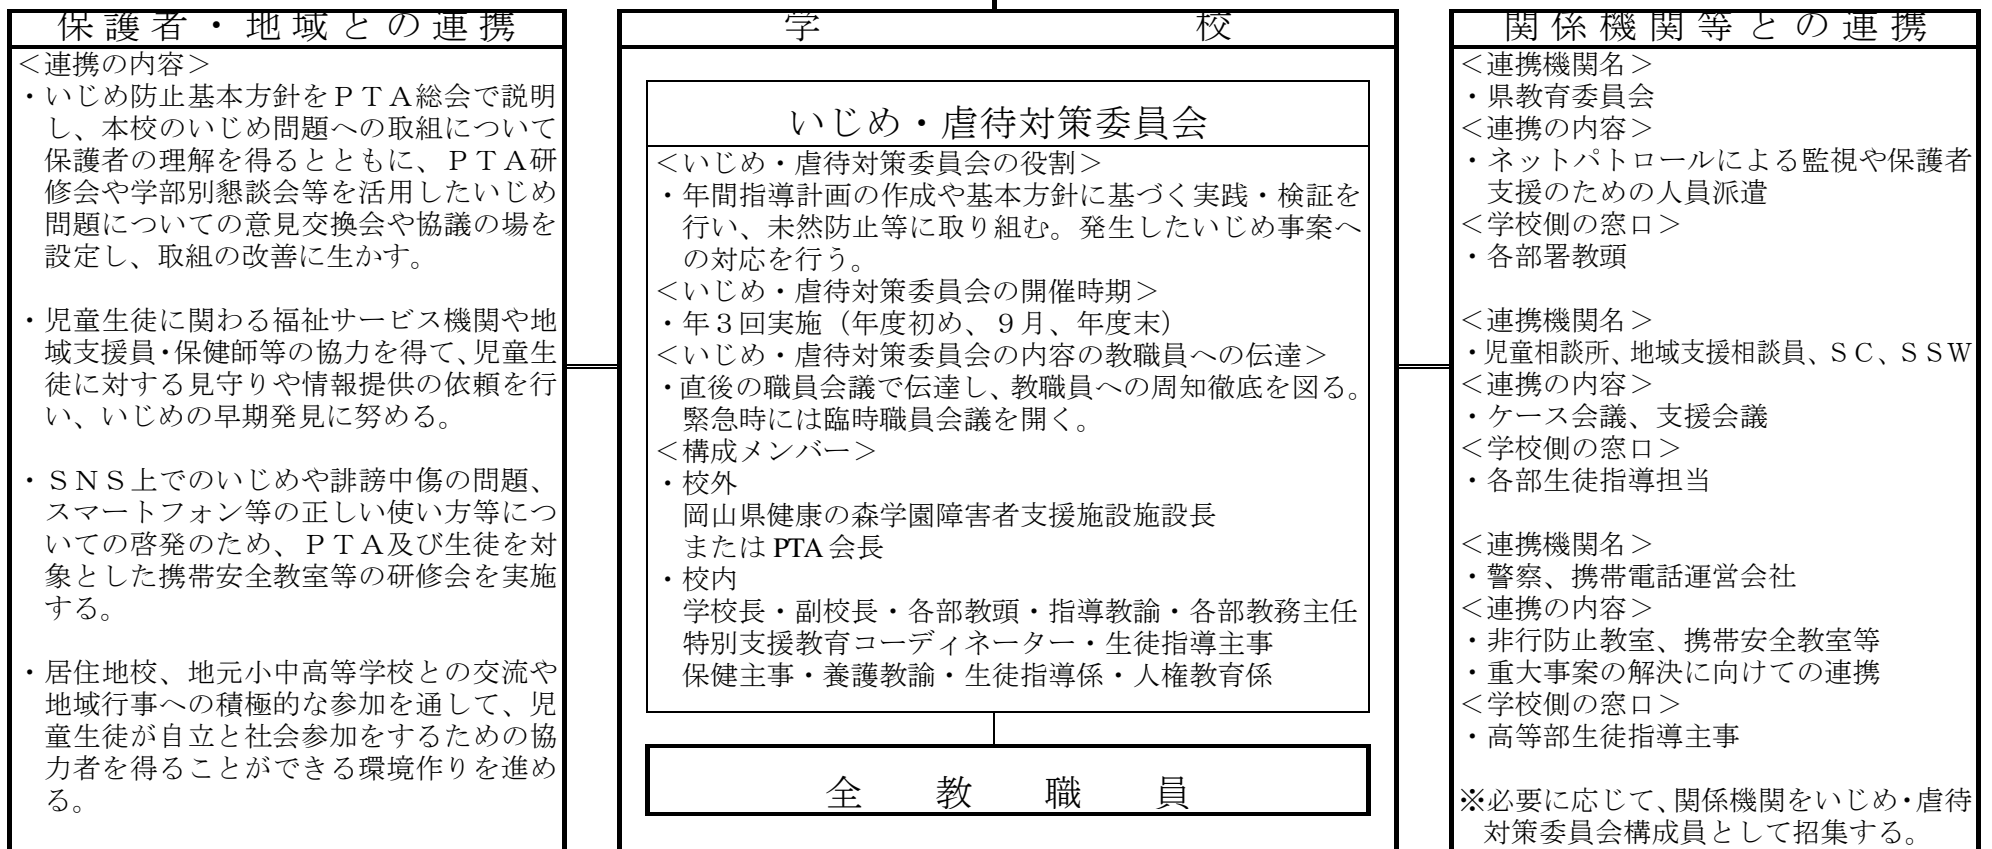 保護者・地域との連携
＜連携の内容＞
・いじめ防止基本方針をＰＴＡ総会で説明
し、本校のいじめ問題への取組について
保護者の理解を得るとともに、ＰＴＡ研
修会や学部別懇談会等を活用したいじめ
問題についての意見交換会や協議の場を
設定し、取組の改善に生かす。
・児童生徒に関わる福祉サービス機関や地
域支援員・保健師等の協力を得て、児童生
徒に対する見守りや情報提供の依頼を行
い、いじめの早期発見に努める。
・ＳＮＳ上でのいじめや誹謗中傷の問題、
スマートフォン等の正しい使い方等につ
いての啓発のため、ＰＴＡ及び生徒を対
象とした携帯安全教室等の研修会を実施
する。
・居住地校、地元小中高等学校との交流や
地域行事への積極的な参加を通して、児
童生徒が自立と社会参加をするための協
力者を得ることができる環境作りを進め
る。
学校
いじめ・虐待対策委員会
＜いじめ・虐待対策委員会の役割＞
・年間指導計画の作成や基本方針に基づく実践・検証を
行い、未然防止等に取り組む。発生したいじめ事案へ
の対応を行う。
＜いじめ・虐待対策委員会の開催時期＞
・年３回実施（年度初め、９月、年度末）
＜いじめ・虐待対策委員会の内容の教職員への伝達＞
・直後の職員会議で伝達し、教職員への周知徹底を図る。
緊急時には臨時職員会議を開く。
＜構成メンバー＞
・校外
岡山県健康の森学園障害者支援施設施設長
または PTA 会長
・校内
学校長・副校長・各部教頭・指導教諭・各部教務主任
特別支援教育コーディネーター・生徒指導主事
保健主事・養護教諭・生徒指導係・人権教育係
全教職員
関係機関等との連携
＜連携機関名＞
・県教育委員会
＜連携の内容＞
・ネットパトロールによる監視や保護者
支援のための人員派遣
＜学校側の窓口＞
・各部署教頭
＜連携機関名＞
・児童相談所、地域支援相談員、ＳＣ、ＳＳＷ
＜連携の内容＞
・ケース会議、支援会議
＜学校側の窓口＞
・各部生徒指導担当
＜連携機関名＞
・警察、携帯電話運営会社
＜連携の内容＞
・非行防止教室、携帯安全教室等
・重大事案の解決に向けての連携
＜学校側の窓口＞
・高等部生徒指導主事
※必要に応じて、関係機関をいじめ・虐待
対策委員会構成員として招集する。